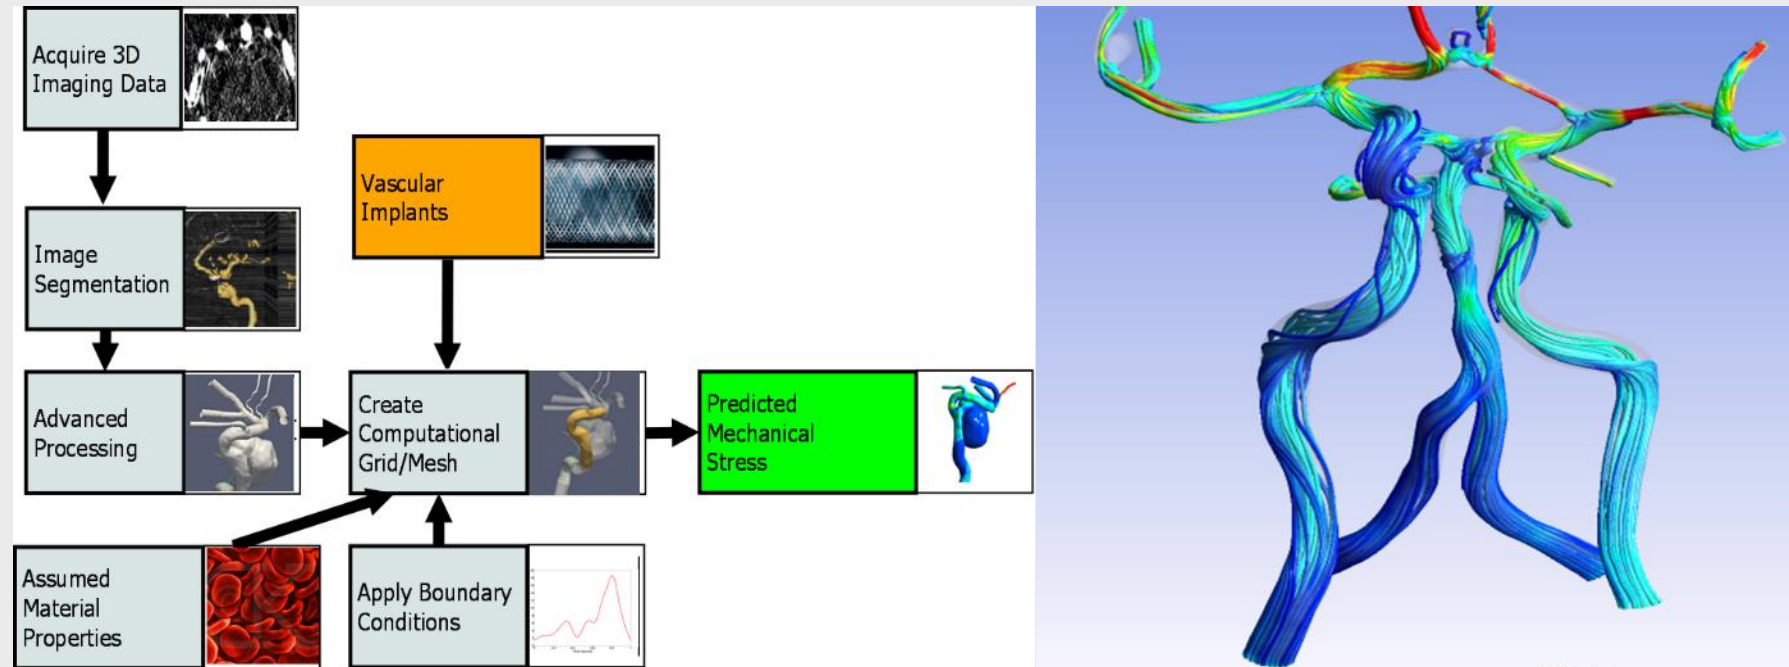 Acquire 3D
Imaging Data
Vascular
Implants
Image
Segmentation
Advanced
Processing
Create
Computational
Grid/Mesh
Predicted
Mechanical
Stress
Assumed
Material
Properties
Apply Boundary
Conditions